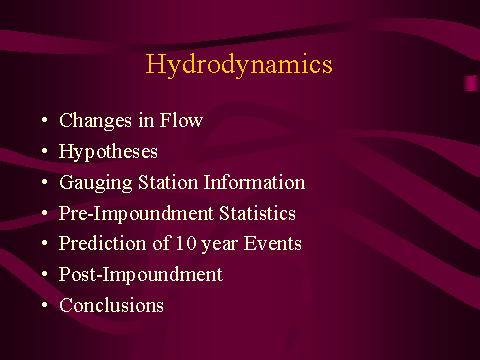 Hydrodynamics
• Changes in Flow
• Hypotheses
• Gauging Station Information
• Pre-Impoundment Statistics
• Prediction of 10 year Events
• Post-Impoundment
• Conclusions